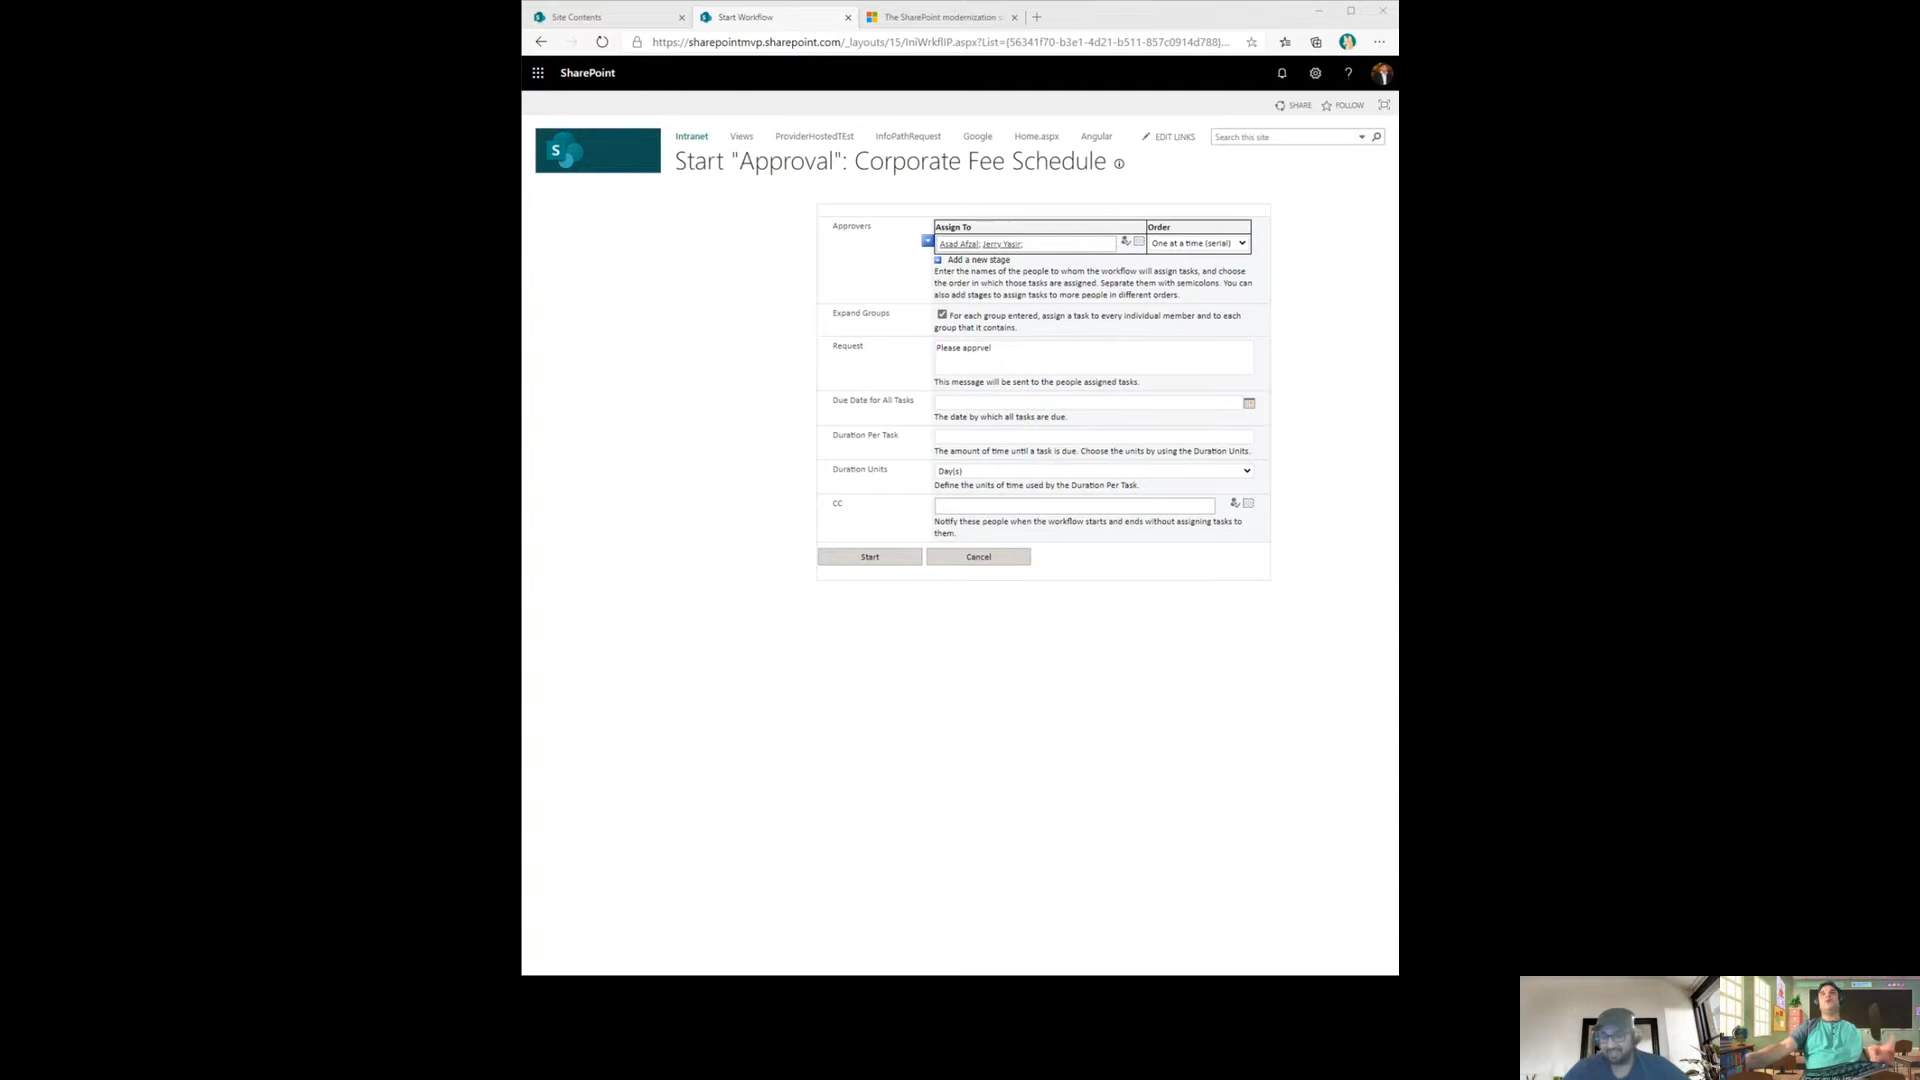 Site Contents
Start Workflow
The SharePoint modernization s
https://sharepointmvp.sharepoint.com/_layouts/15/IniWrkflIP.aspx?List={56341f70-b3e1-4d21-b511-857c0914d788}...
SharePoint
SHARE FOLLOW
Intranet Views ProviderHostedTEst InfoPathRequest Google Home.aspx Angular EDIT LINKS Search this site
S
Start "Approval": Corporate Fee Schedule
Approvers
Assign To Order
Asad Afzal; Jerry Yasir; One at a time (serial)
Add a new stage
Enter the names of the people to whom the workflow will assign tasks, and choose
the order in which those tasks are assigned. Separate them with semicolons. You can
also add stages to assign tasks to more people in different orders.
Expand Groups
For each group entered, assign a task to every individual member and to each
group that it contains.
Request
Please apprvel
This message will be sent to the people assigned tasks.
Due Date for All Tasks
The date by which all tasks are due.
Duration Per Task
The amount of time until a task is due. Choose the units by using the Duration Units.
Duration Units
Day(s)
Define the units of time used by the Duration Per Task.
CC
Notify these people when the workflow starts and ends without assigning tasks to
them.
Start Cancel